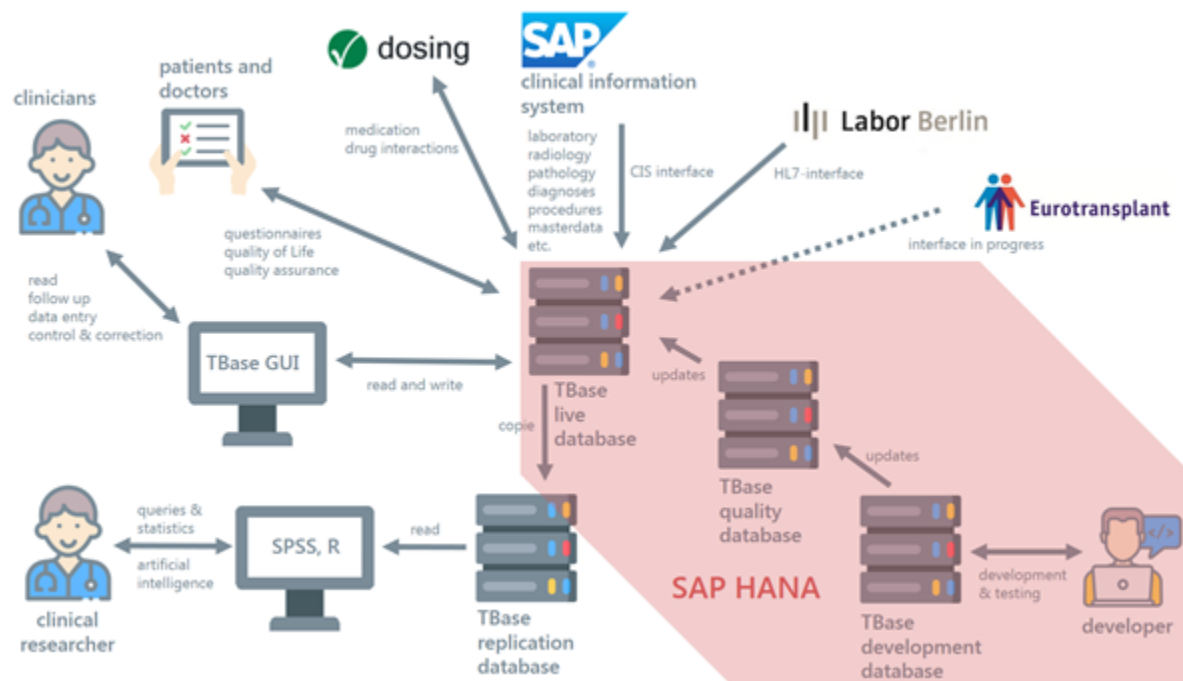 dosing
SAP
®
patients and
doctors
clinical information
system
clinicians
medication
drug interactions
laboratory
radiology
pathology
diagnoses
procedures
masterdata
etc.
CIS interface
Labor Berlin
HL7-interface
Eurotransplant
interface in progress
questionnaires
quality of Life
quality assurance
read
follow up
data entry
control & correction
TBase GUI
read and write
updates
TBase
live
database
copie
updates
TBase
quality
database
queries &
statistics
artificial
intelligence
SPSS, R
read
SAP HANA
development
& testing
clinical
researcher
TBase
replication
database
TBase
development
database
developer